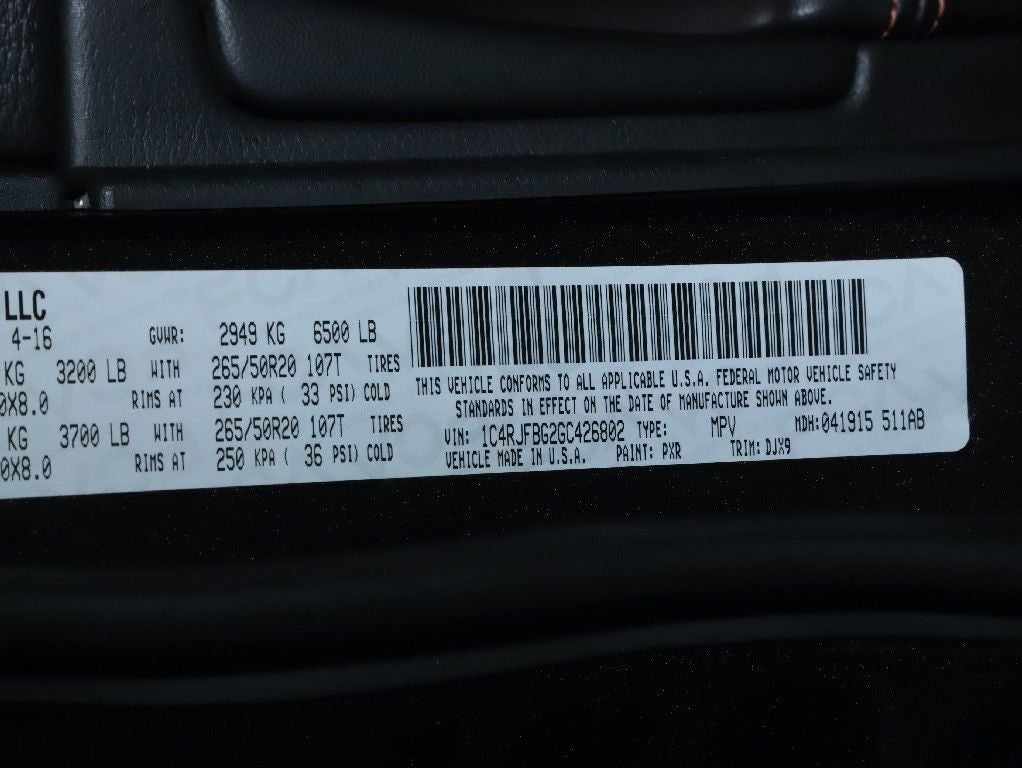 LLC
4-16 GVWR: 2949 KG 6500 LB
KG 3200 LB WITH 265/50R20 107T TIRES
0X8.0 RIMS AT 230 KPA ( 33 PSI) COLD
KG 3700 LB WITH 265/50R20 107T TIRES
0X8.0 RIMS AT 250 KPA ( 36 PSI) COLD
THIS VEHICLE CONFORMS TO ALL APPLICABLE U.S.A. FEDERAL MOTOR VEHICLE SAFETY
STANDARDS IN EFFECT ON THE DATE OF MANUFACTURE SHOWN ABOVE.
VIN: 1C4RJFBG2GC426802 TYPE: MPV MDH: 041915 511AB
VEHICLE MADE IN U.S.A. PAINT: PXR TRIM: DJX9